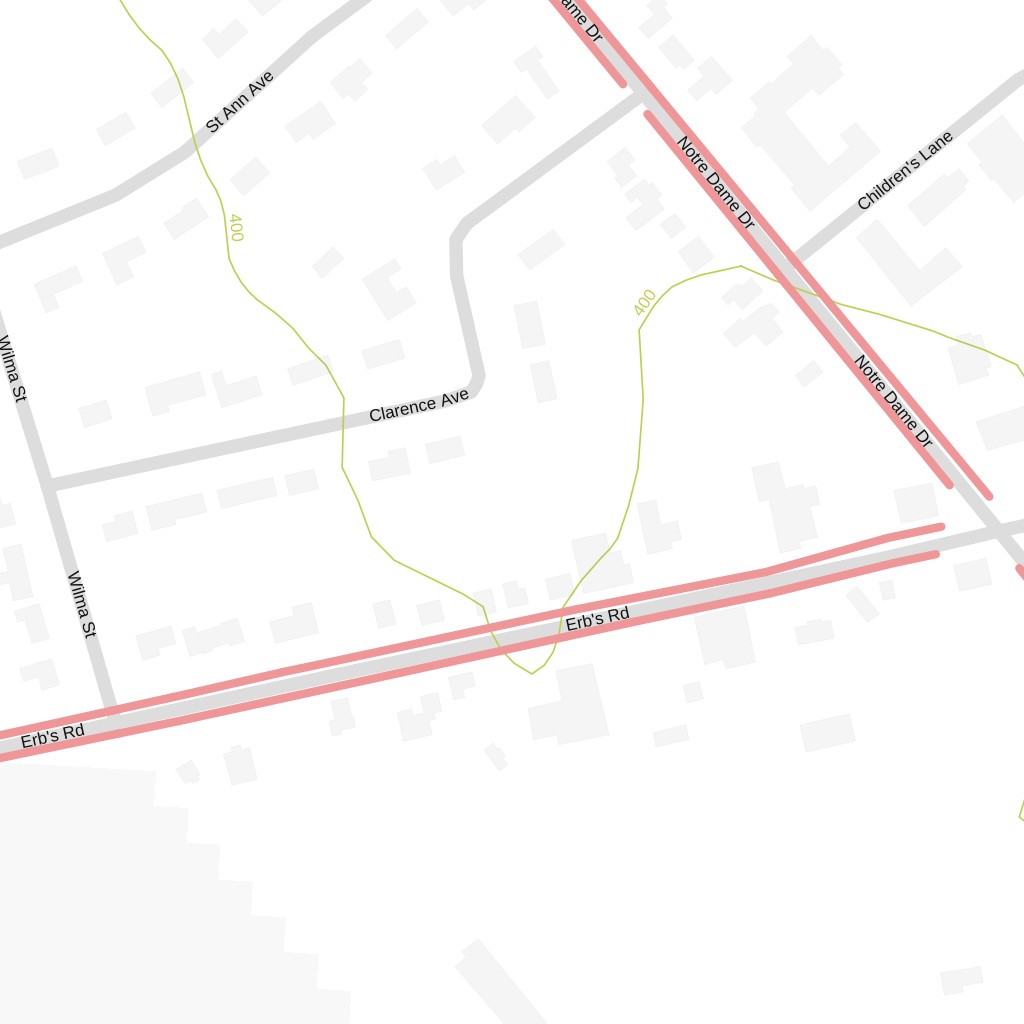 ame Dr
St Ann Ave
Notre Dame Dr
Children's Lane
400
400
Wilma St
Notre Dame Dr
Clarence Ave
Wilma St
Erb's Rd
Erb's Rd